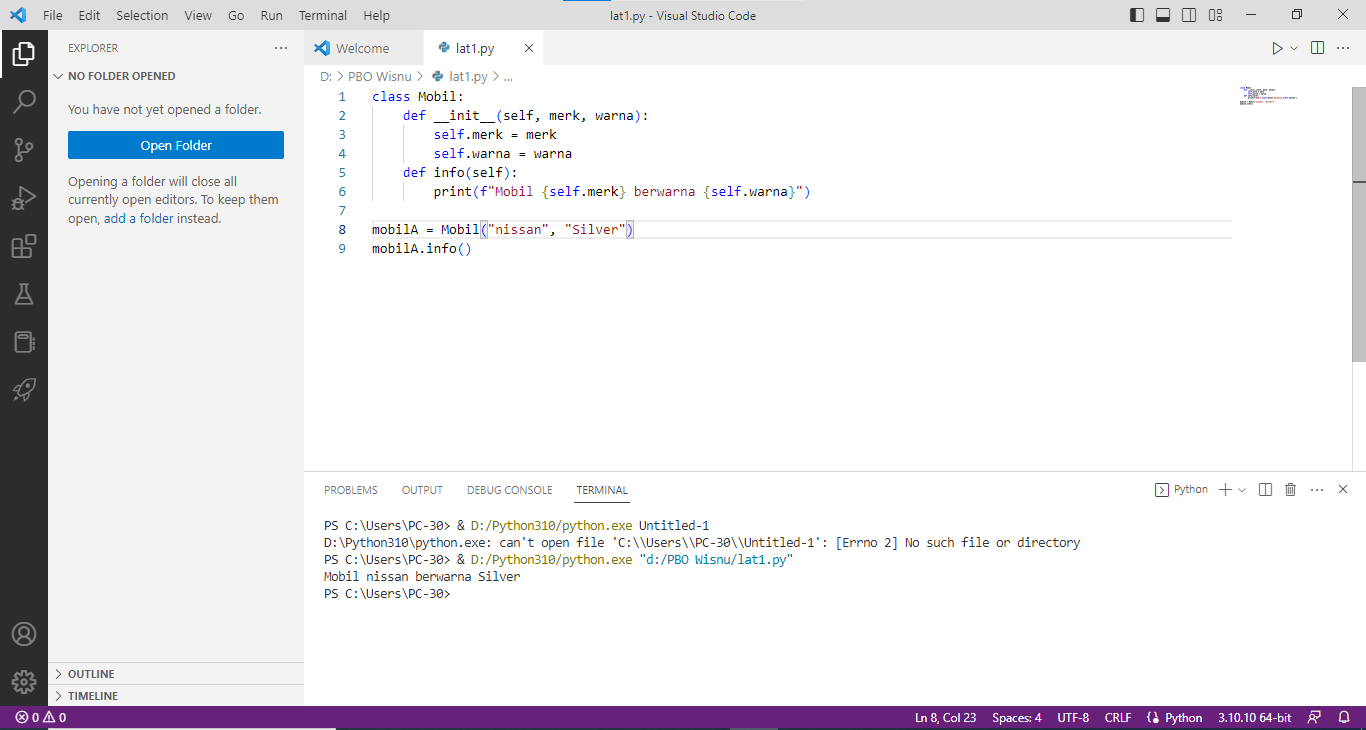 File Edit Selection View Go Run Terminal Help lat1.py - Visual Studio Code
EXPLORER
NO FOLDER OPENED
You have not yet opened a folder.
Open Folder
Opening a folder will close all
currently open editors. To keep them
open, add a folder instead.
OUTLINE
TIMELINE
Welcome lat1.py
D: > PBO Wisnu > lat1.py > ...
1 class Mobil:
2     def __init__(self, merk, warna):
3         self.merk = merk
4         self.warna = warna
5     def info(self):
6         print(f"Mobil {self.merk} berwarna {self.warna}")
7
8 mobilA = Mobil("nissan", "Silver")
9 mobilA.info()
PROBLEMS OUTPUT DEBUG CONSOLE TERMINAL Python
PS C:\Users\PC-30> & D:/Python310/python.exe Untitled-1
D:\Python310\python.exe: can't open file 'C:\\Users\\PC-30\\Untitled-1': [Errno 2] No such file or directory
PS C:\Users\PC-30> & D:/Python310/python.exe "d:/PBO Wisnu/lat1.py"
Mobil nissan berwarna Silver
PS C:\Users\PC-30>
0 0 Ln 8, Col 23 Spaces: 4 UTF-8 CRLF Python 3.10.10 64-bit